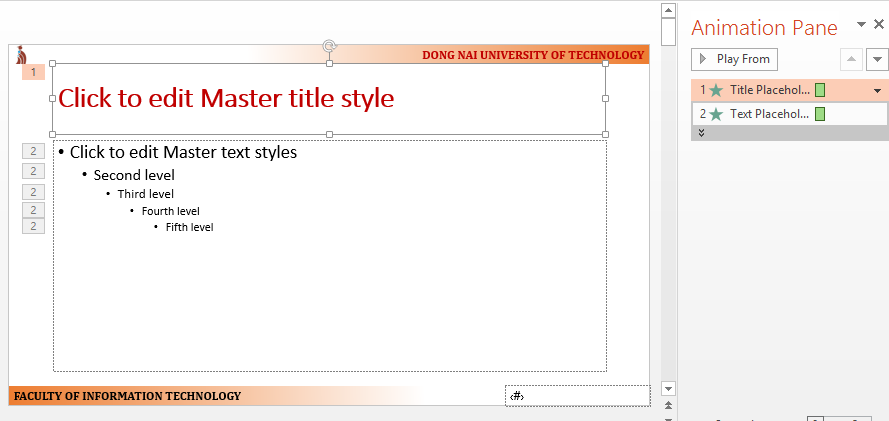 DONG NAI UNIVERSITY OF TECHNOLOGY
1
Click to edit Master title style
2 • Click to edit Master text styles
2 • Second level
2 • Third level
2 • Fourth level
2 • Fifth level
FACULTY OF INFORMATION TECHNOLOGY
‹#›
Animation Pane
Play From
1 Title Placehol...
2 Text Placehol...